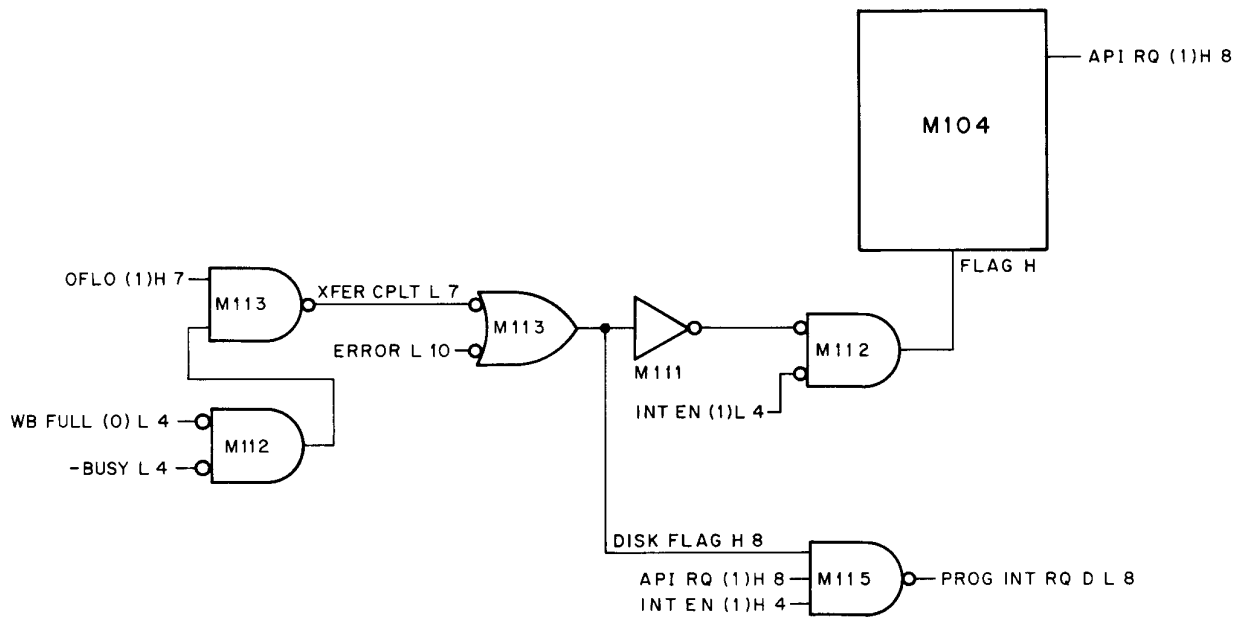 API RQ (1)H 8
M104
FLAG H
OFLO (1)H 7
M113
XFER CPLT L 7
M113
ERROR L 10
M111
M112
INT EN (1)L 4
WB FULL (0) L 4
M112
-BUSY L 4
DISK FLAG H 8
API RQ (1)H 8
M115
PROG INT RQ D L 8
INT EN (1)H 4